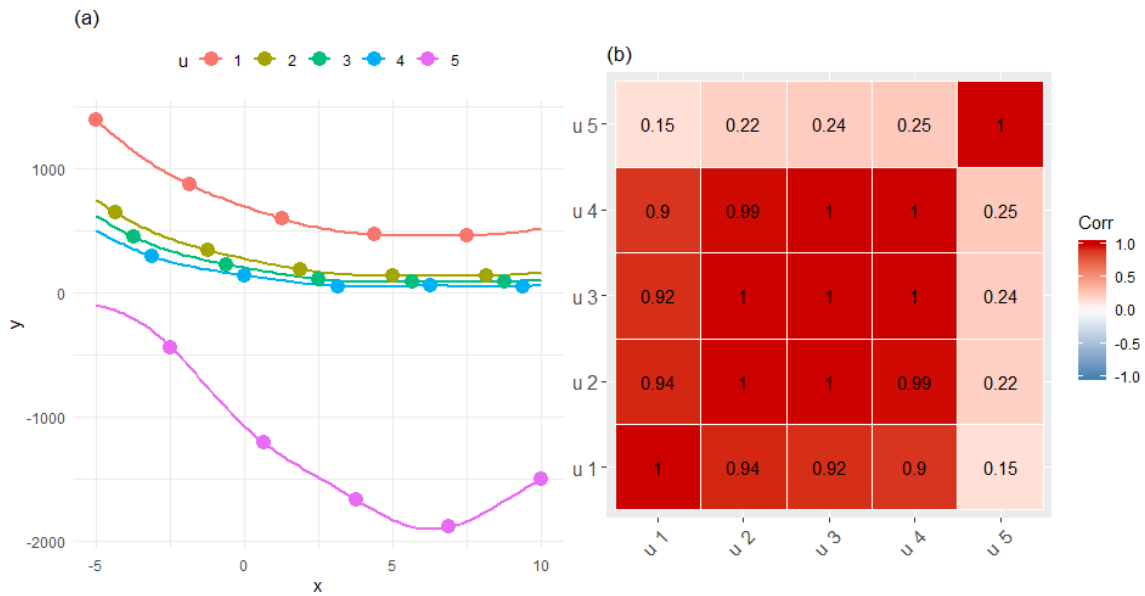 (a)
u 1 2 3 4 5
y
1000
0
-1000
-2000
-5 0 5 10
x
(b)
u 5 0.15 0.22 0.24 0.25 1
u 4 0.9 0.99 1 1 0.25
u 3 0.92 1 1 1 0.24
u 2 0.94 1 1 0.99 0.22
u 1 1 0.94 0.92 0.9 0.15
u 1 u 2 u 3 u 4 u 5
Corr
1.0
0.5
0.0
-0.5
-1.0